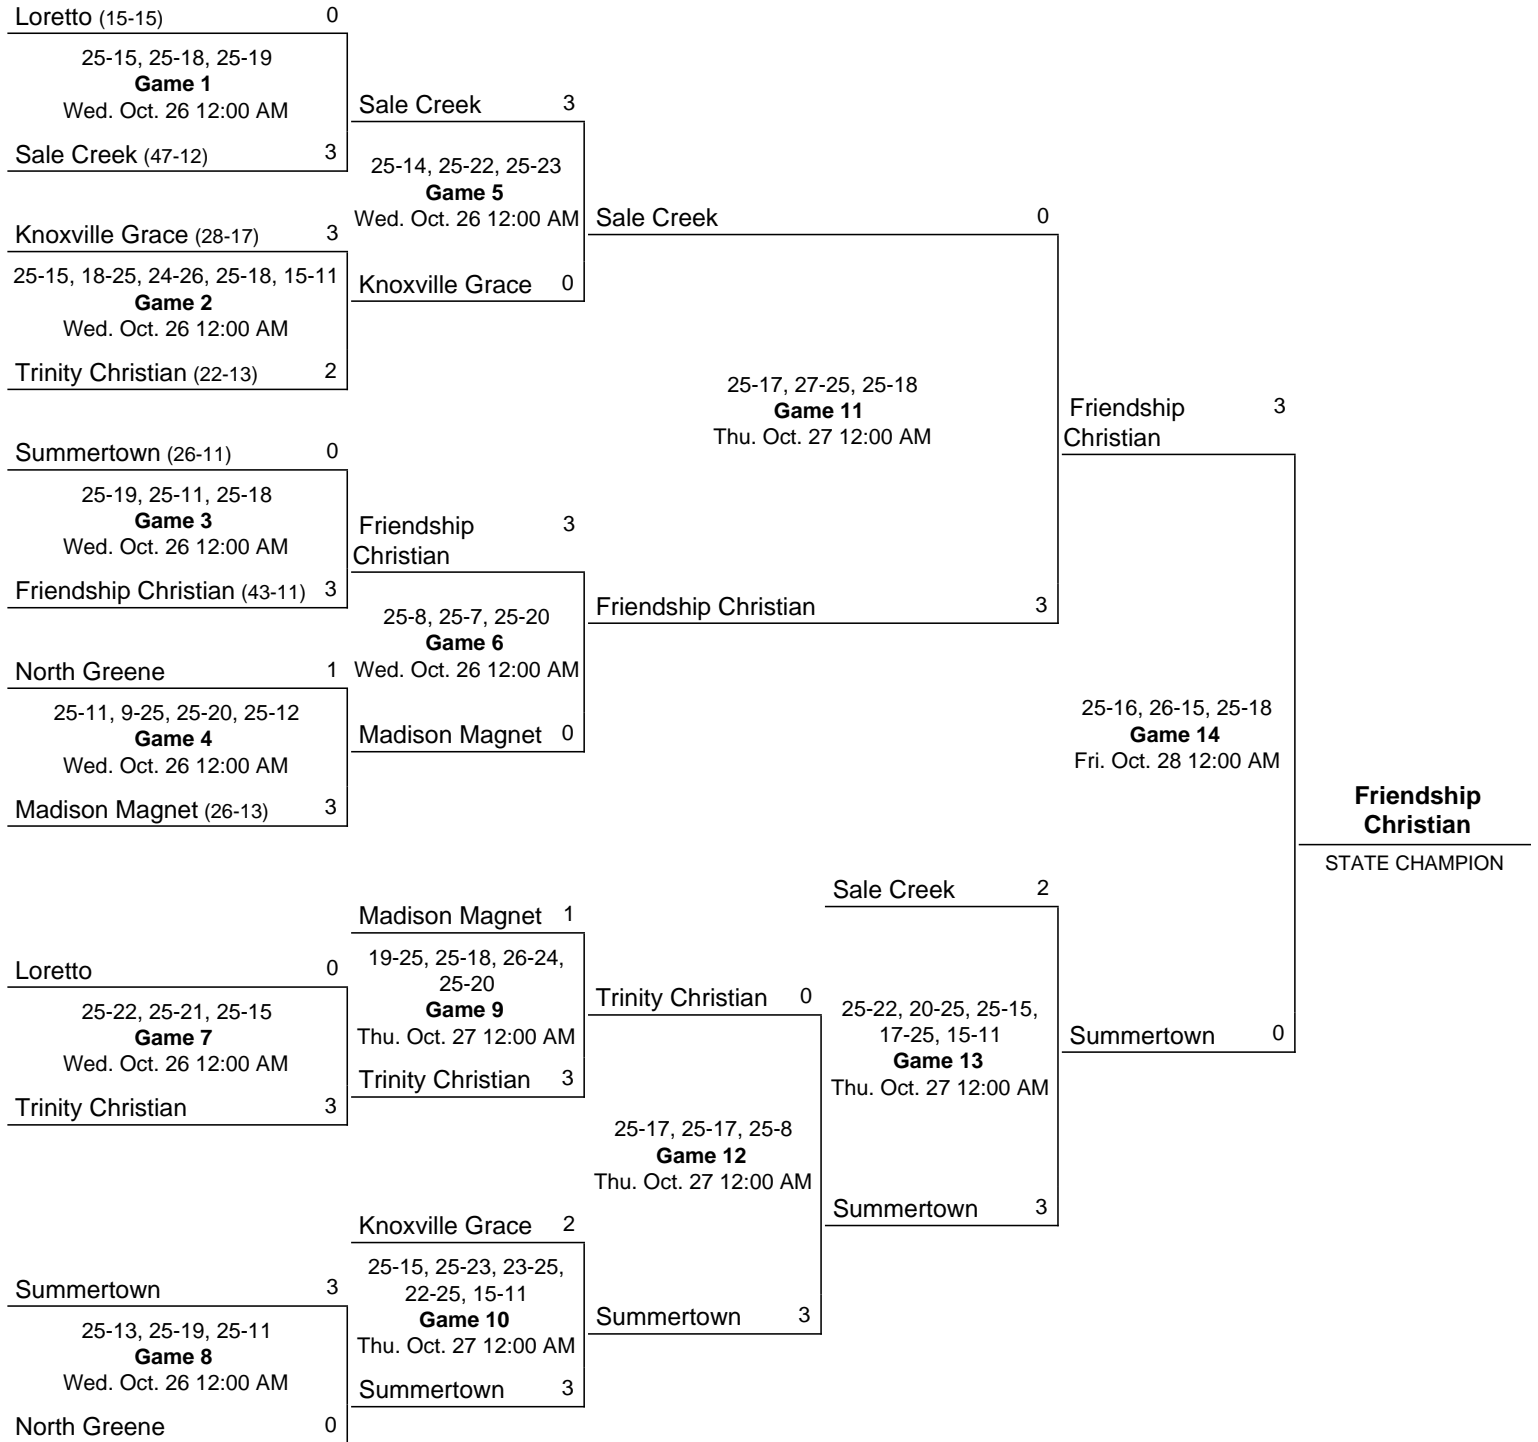 Loretto (15-15) 0
25-15, 25-18, 25-19
Game 1
Wed. Oct. 26 12:00 AM
Sale Creek (47-12) 3
Knoxville Grace (28-17) 3
25-15, 18-25, 24-26, 25-18, 15-11
Game 2
Wed. Oct. 26 12:00 AM
Trinity Christian (22-13) 2
Summertown (26-11) 0
25-19, 25-11, 25-18
Game 3
Wed. Oct. 26 12:00 AM
Friendship Christian (43-11) 3
North Greene 1
25-11, 9-25, 25-20, 25-12
Game 4
Wed. Oct. 26 12:00 AM
Madison Magnet (26-13) 3
Sale Creek 3
25-14, 25-22, 25-23
Game 5
Wed. Oct. 26 12:00 AM
Knoxville Grace 0
Friendship 3
Christian
25-8, 25-7, 25-20
Game 6
Wed. Oct. 26 12:00 AM
Madison Magnet 0
Sale Creek 0
25-17, 27-25, 25-18
Game 11
Thu. Oct. 27 12:00 AM
Friendship Christian 3
Friendship 3
Christian
25-16, 26-15, 25-18
Game 14
Fri. Oct. 28 12:00 AM
Summertown 0
Friendship
Christian
STATE CHAMPION
Loretto 0
25-22, 25-21, 25-15
Game 7
Wed. Oct. 26 12:00 AM
Trinity Christian 3
Summertown 3
25-13, 25-19, 25-11
Game 8
Wed. Oct. 26 12:00 AM
North Greene 0
Madison Magnet 1
19-25, 25-18, 26-24,
25-20
Game 9
Thu. Oct. 27 12:00 AM
Trinity Christian 3
Knoxville Grace 2
25-15, 25-23, 23-25,
22-25, 15-11
Game 10
Thu. Oct. 27 12:00 AM
Summertown 3
Trinity Christian 0
25-17, 25-17, 25-8
Game 12
Thu. Oct. 27 12:00 AM
Summertown 3
Sale Creek 2
25-22, 20-25, 25-15,
17-25, 15-11
Game 13
Thu. Oct. 27 12:00 AM
Summertown 3